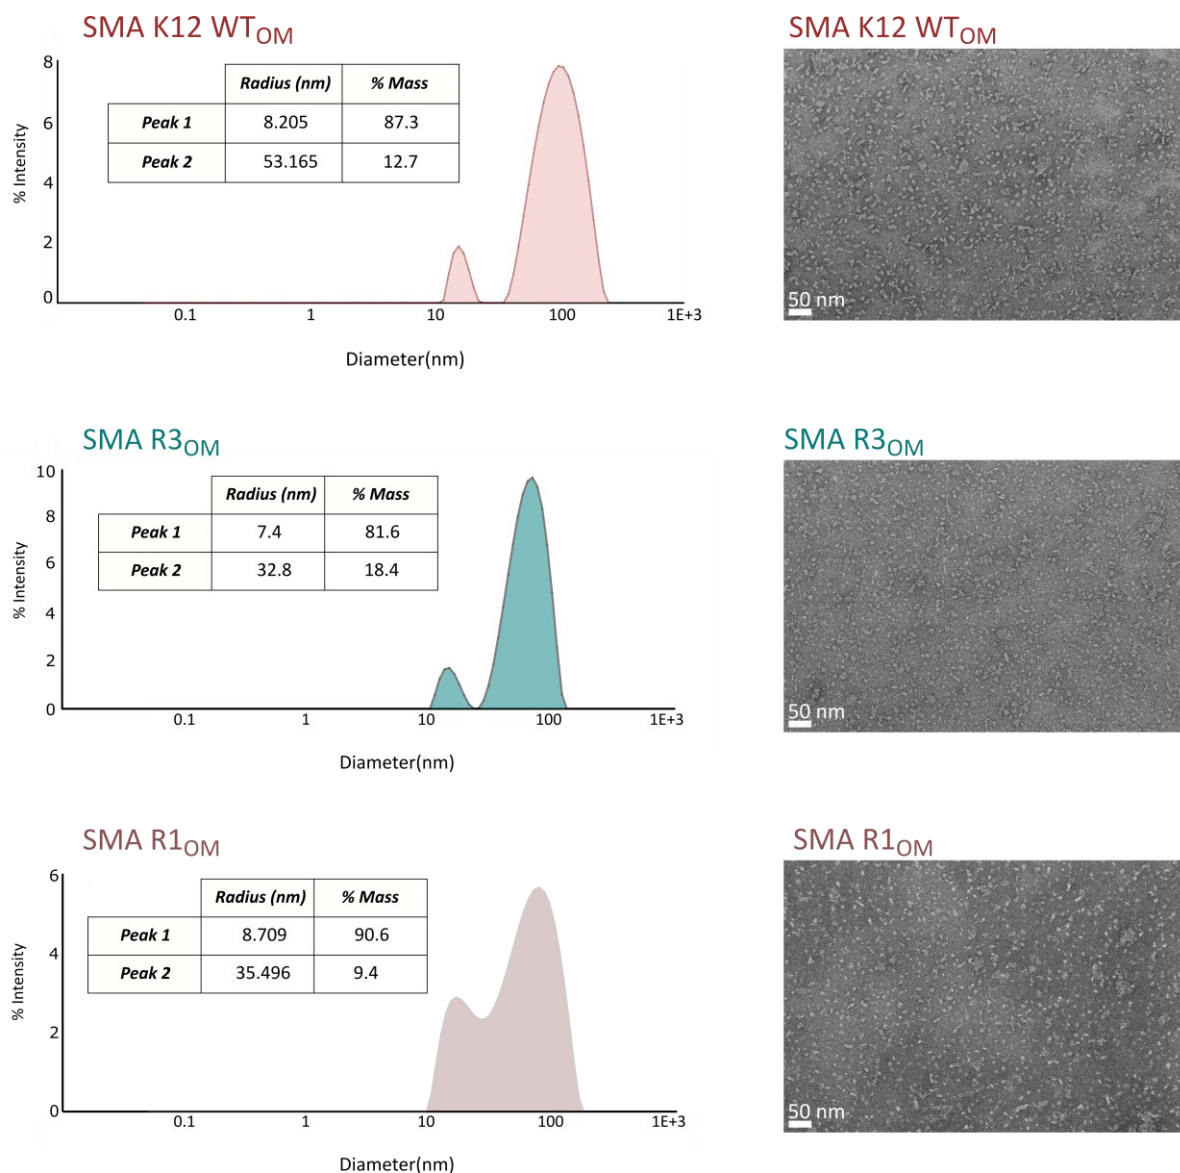 SMA K12 WTOM
SMA K12 WTOM
8
6
4
2
0
% Intensity
Radius (nm) % Mass
Peak 1 8.205 87.3
Peak 2 53.165 12.7
0.1 1 10 100 1E+3
Diameter(nm)
50 nm
SMA R3OM
SMA R3OM
10
8
6
4
2
0
% Intensity
Radius (nm) % Mass
Peak 1 7.4 81.6
Peak 2 32.8 18.4
0.1 1 10 100 1E+3
Diameter(nm)
50 nm
SMA R1OM
SMA R1OM
6
4
2
0
% Intensity
Radius (nm) % Mass
Peak 1 8.709 90.6
Peak 2 35.496 9.4
0.1 1 10 100 1E+3
Diameter(nm)
50 nm